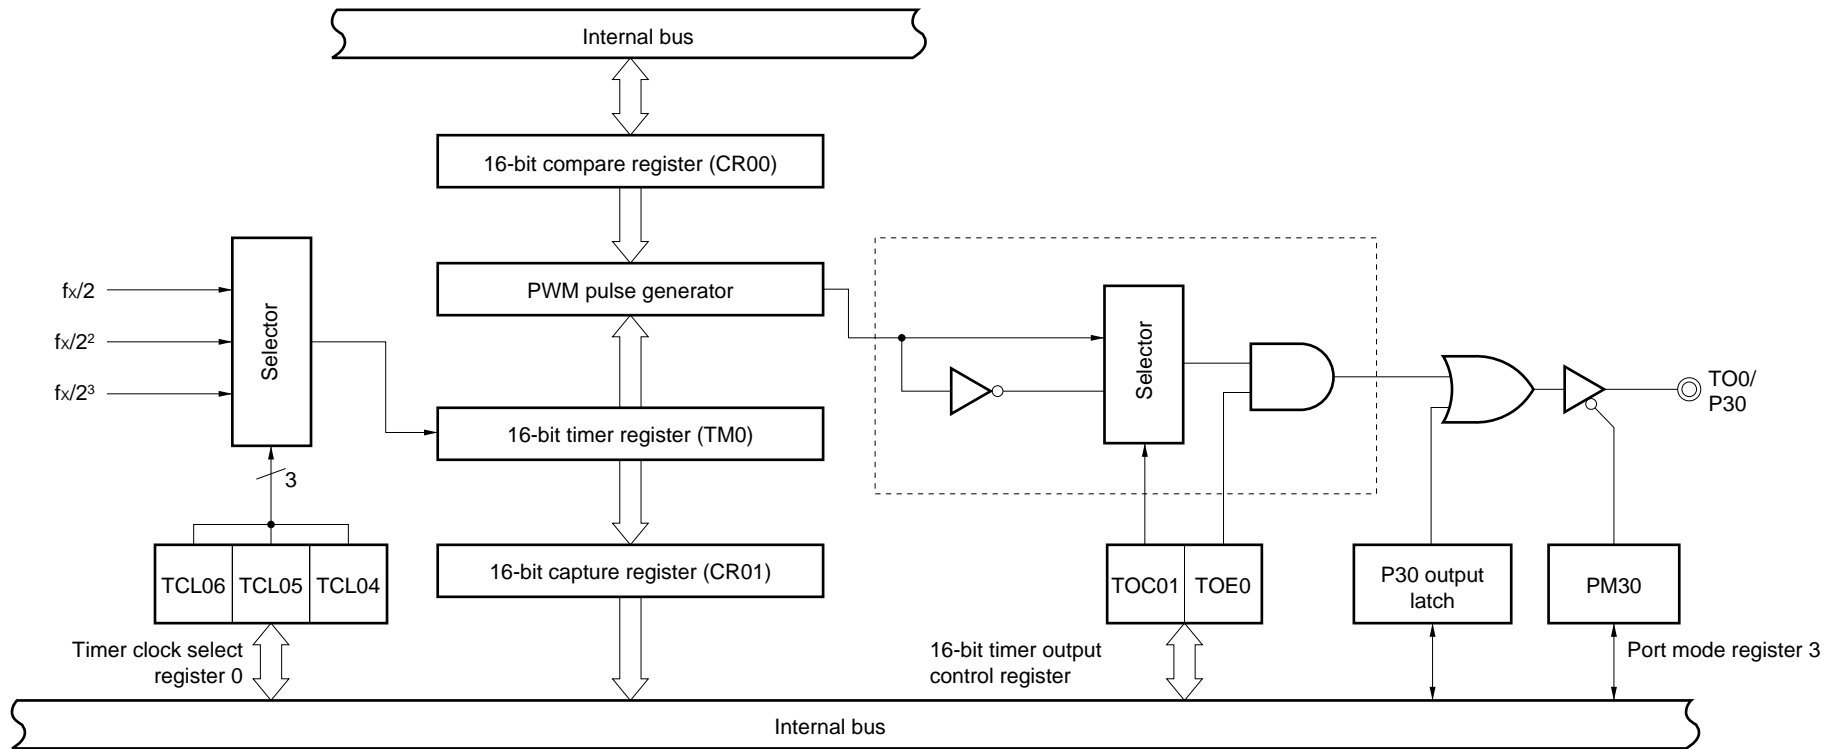 Internal bus
16-bit compare register (CR00)
PWM pulse generator
fx/2
fx/2²
fx/2³
Selector
Selector
16-bit timer register (TM0)
TO0/
P30
3
16-bit capture register (CR01)
TCL06 TCL05 TCL04
TOC01 TOE0
P30 output
latch
PM30
Timer clock select
register 0
16-bit timer output
control register
Port mode register 3
Internal bus